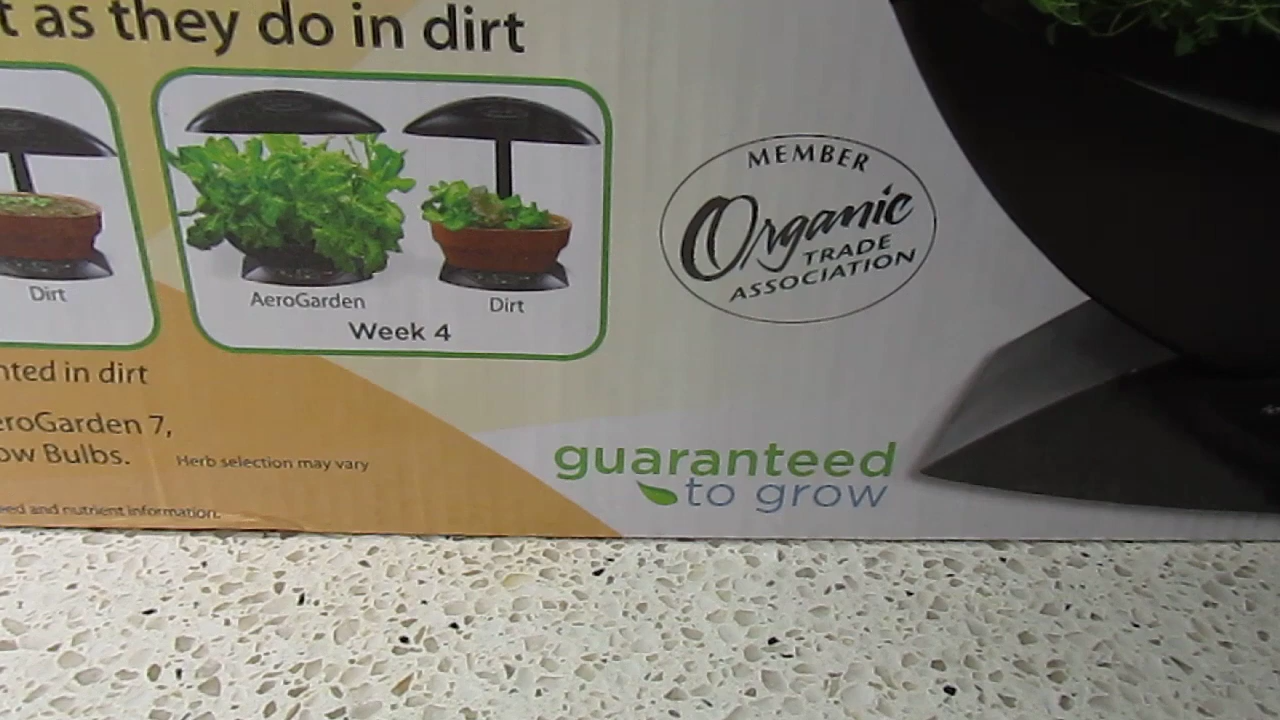 t as they do in dirt
Dirt
AeroGarden
Dirt
Week 4
nted in dirt
eroGarden 7,
ow Bulbs.
Herb selection may vary
eed and nutrient information.
MEMBER
Organic
TRADE
ASSOCIATION
guaranteed
to grow